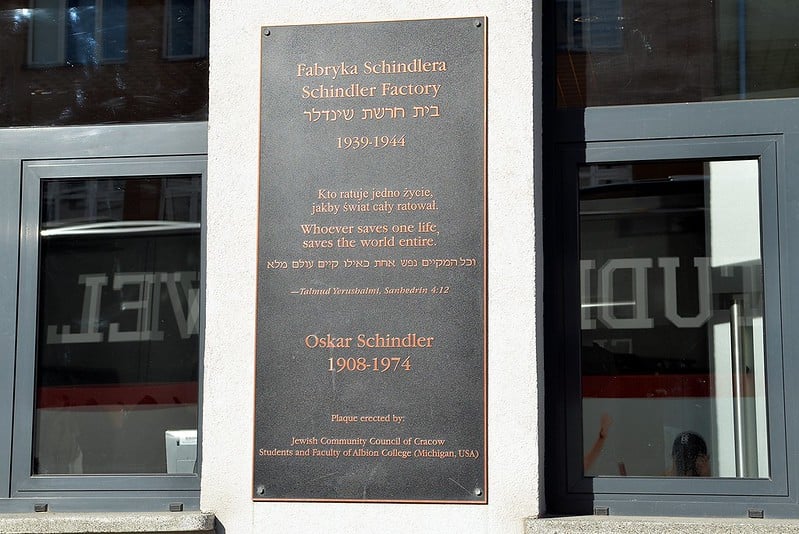 Fabryka Schindlera
Schindler Factory
בית חרשת שינדלר
1939-1944
Kto ratuje jedno życie,
jakby świat cały ratował.
Whoever saves one life,
saves the world entire.
וכל המקיים נפש אחת כאילו קיים עולם מלא
—Talmud Yerushalmi, Sanhedrin 4:12
Oskar Schindler
1908-1974
Plaque erected by:
Jewish Community Council of Cracow
Students and Faculty of Albion College (Michigan, USA)